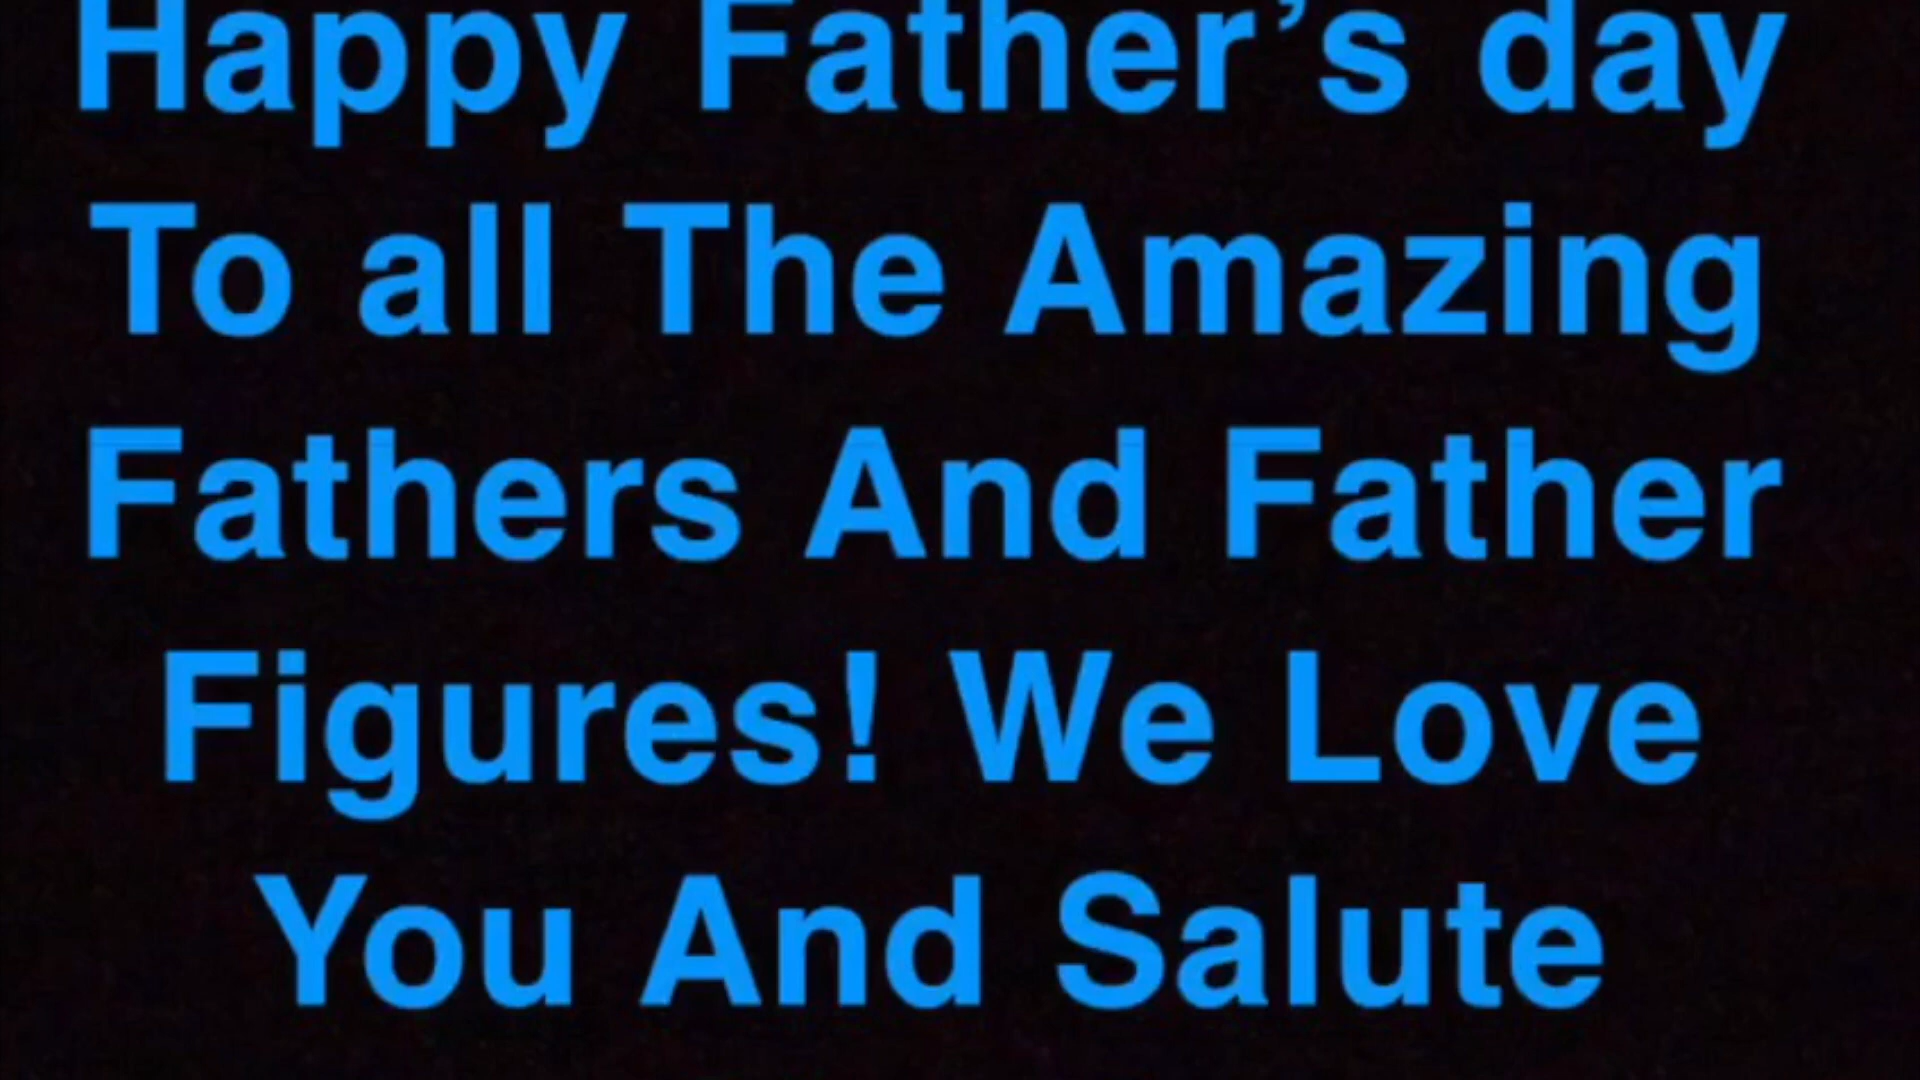 Happy Father’s day
To all The Amazing
Fathers And Father
Figures! We Love
You And Salute